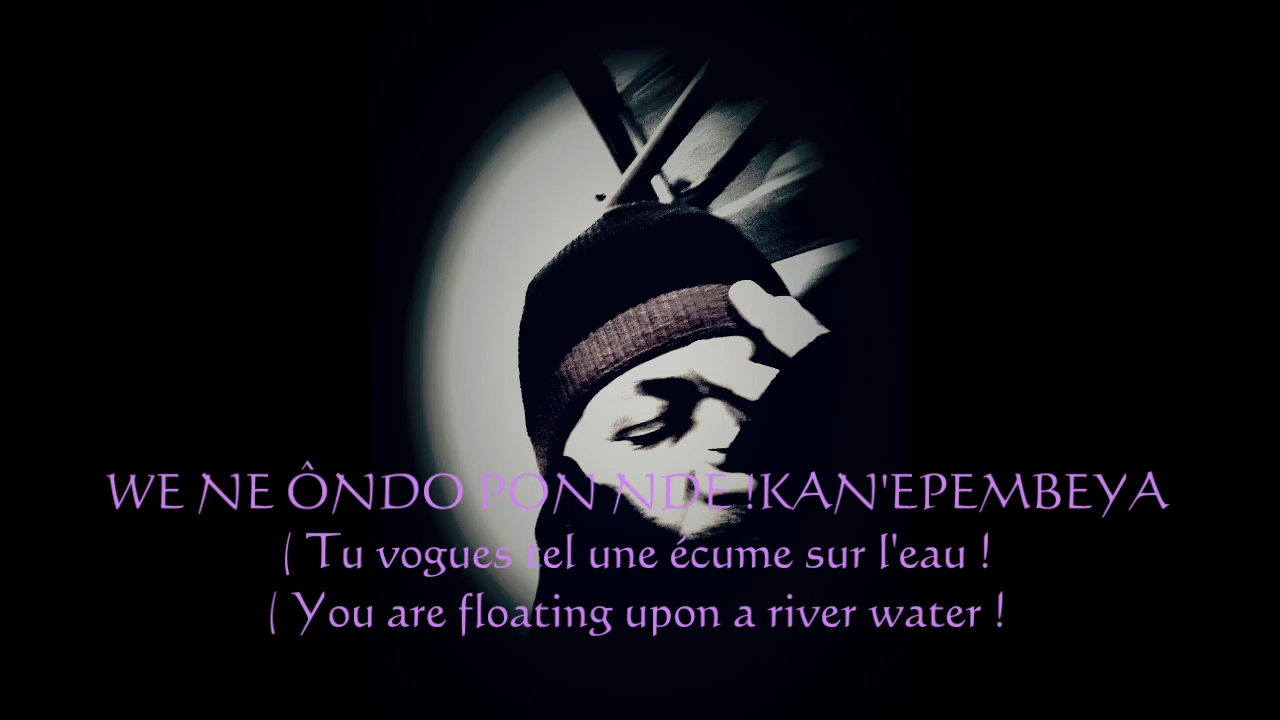 WE NE ÔNDO PON NDE !KAN'EPEMBEYA
( Tu vogues tel une écume sur l'eau !
( You are floating upon a river water !